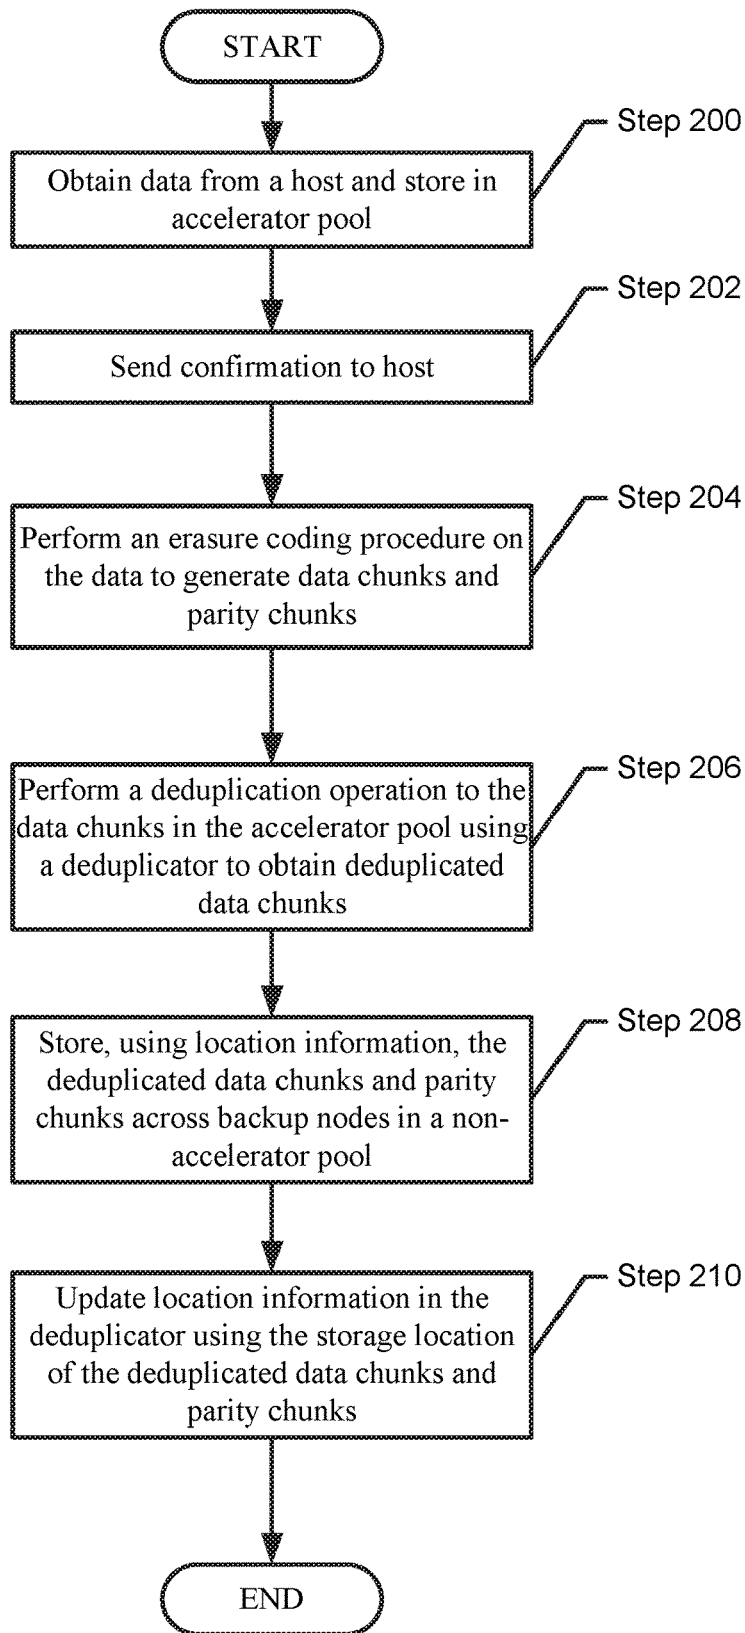 START
Step 200
Obtain data from a host and store in
accelerator pool
Step 202
Send confirmation to host
Step 204
Perform an erasure coding procedure on
the data to generate data chunks and
parity chunks
Step 206
Perform a deduplication operation to the
data chunks in the accelerator pool using
a deduplicator to obtain deduplicated
data chunks
Step 208
Store, using location information, the
deduplicated data chunks and parity
chunks across backup nodes in a non-
accelerator pool
Step 210
Update location information in the
deduplicator using the storage location
of the deduplicated data chunks and
parity chunks
END